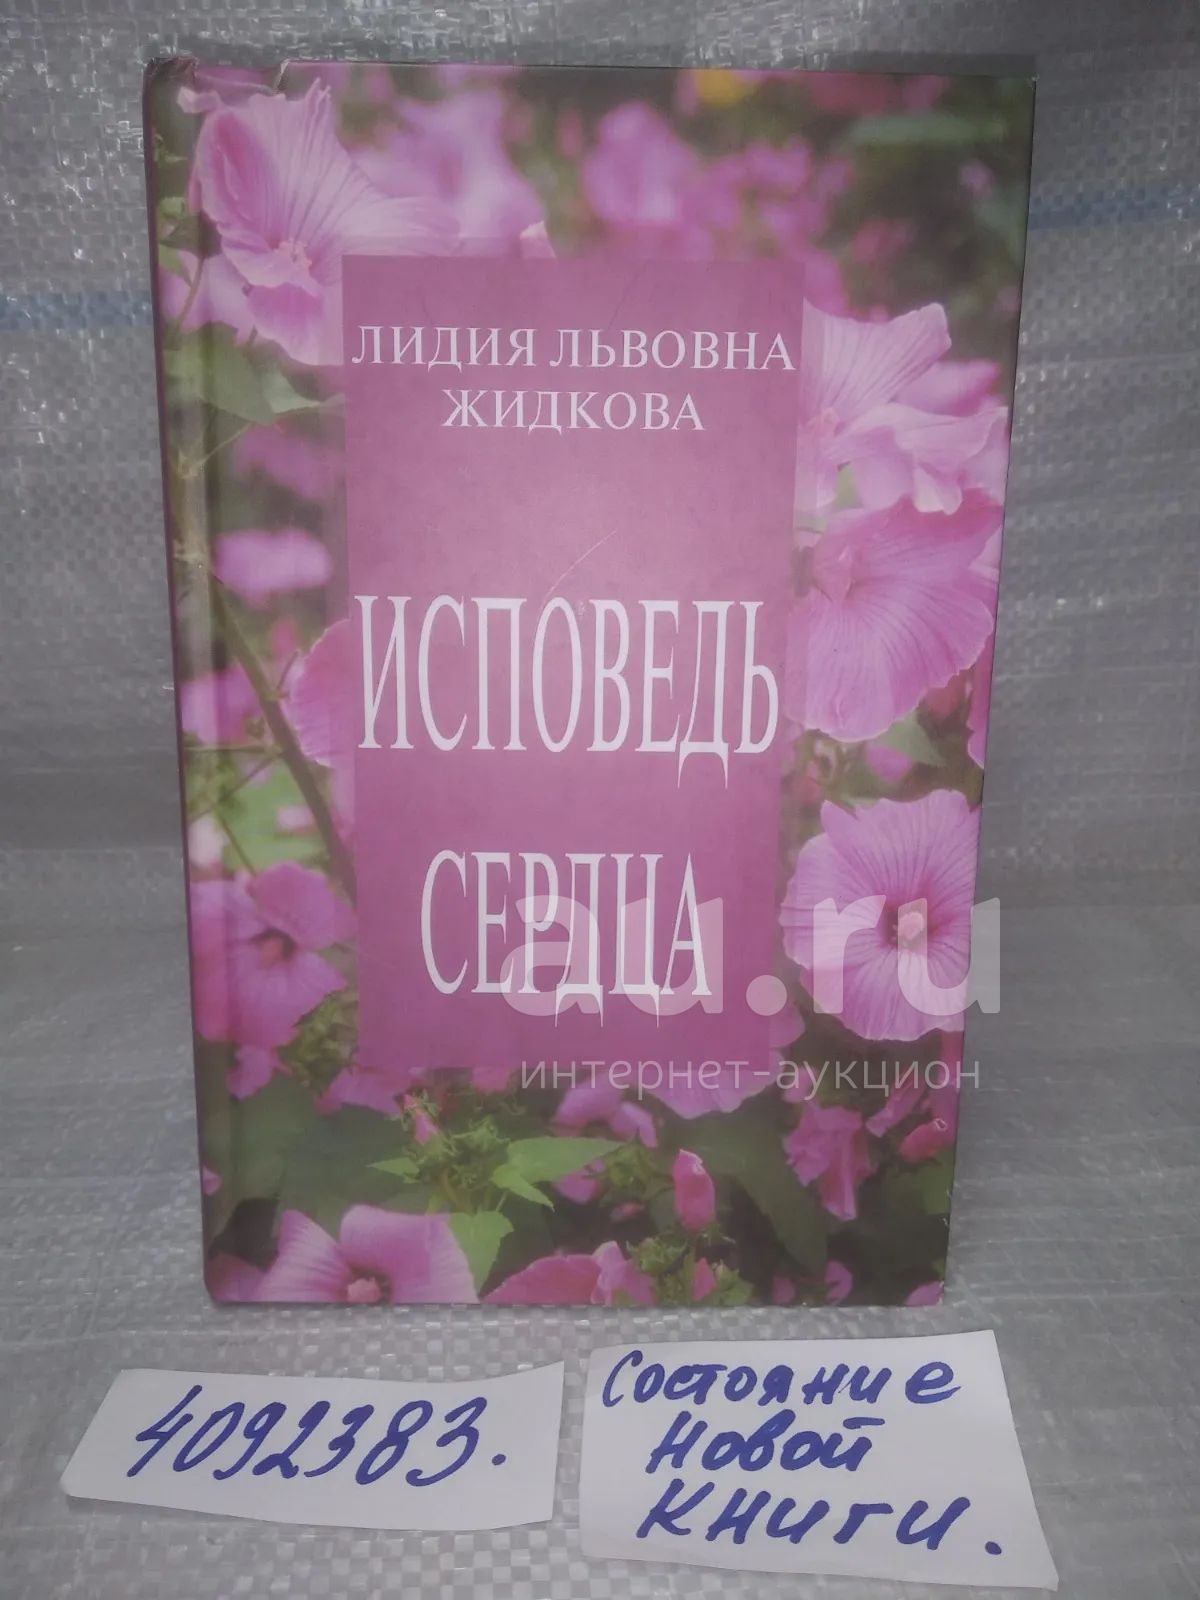 ЛИДИЯ ЛЬВОВНА
ЖИДКОВА
ИСПОВЕДЬ
СЕРДЦА
au.ru
интернет-аукцион
4092383.
Состояние
Новой
Книги.